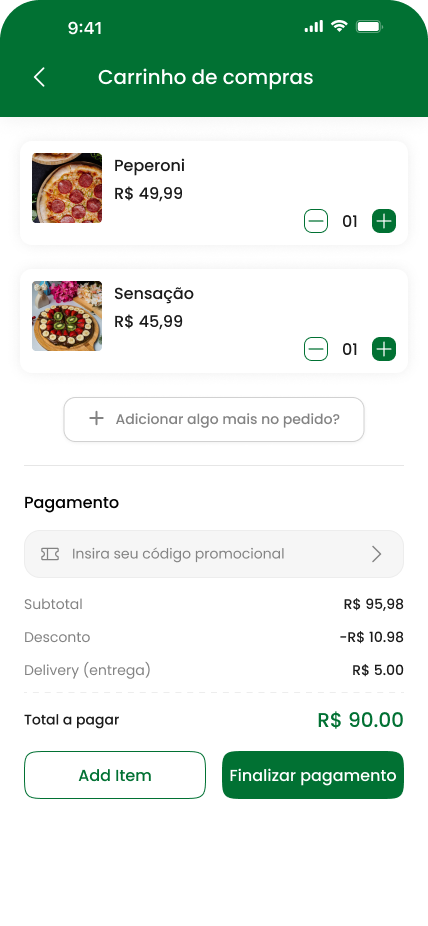 9:41
Carrinho de compras
Peperoni
R$ 49,99
01
Sensação
R$ 45,99
01
Adicionar algo mais no pedido?
Pagamento
Insira seu código promocional
Subtotal R$ 95,98
Desconto -R$ 10.98
Delivery (entrega) R$ 5.00
Total a pagar R$ 90.00
Add Item Finalizar pagamento